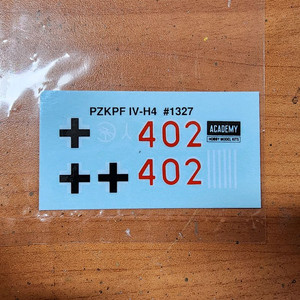 PZKPF IV-H4 #1327
402
ACADEMY
HOBBY MODEL KITS
402